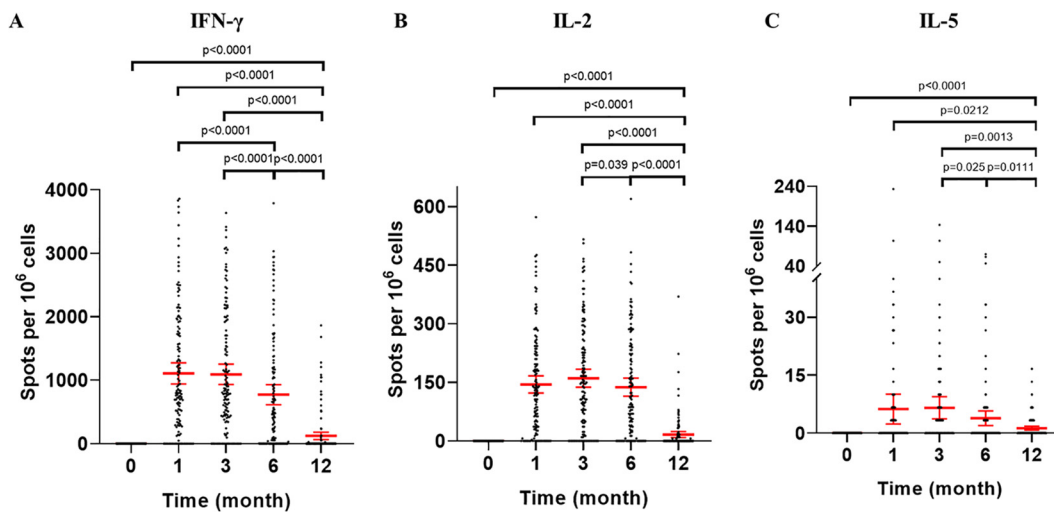 A IFN-γ
p<0.0001
p<0.0001
p<0.0001
p<0.0001
p<0.0001 p<0.0001
Spots per 10⁶ cells
4000
3000
2000
1000
0
0 1 3 6 12
Time (month)
B IL-2
p<0.0001
p<0.0001
p<0.0001
p=0.039 p<0.0001
Spots per 10⁶ cells
600
450
300
150
0
0 1 3 6 12
Time (month)
C IL-5
p<0.0001
p=0.0212
p=0.0013
p=0.025 p=0.0111
Spots per 10⁶ cells
240
140
40
30
15
0
0 1 3 6 12
Time (month)